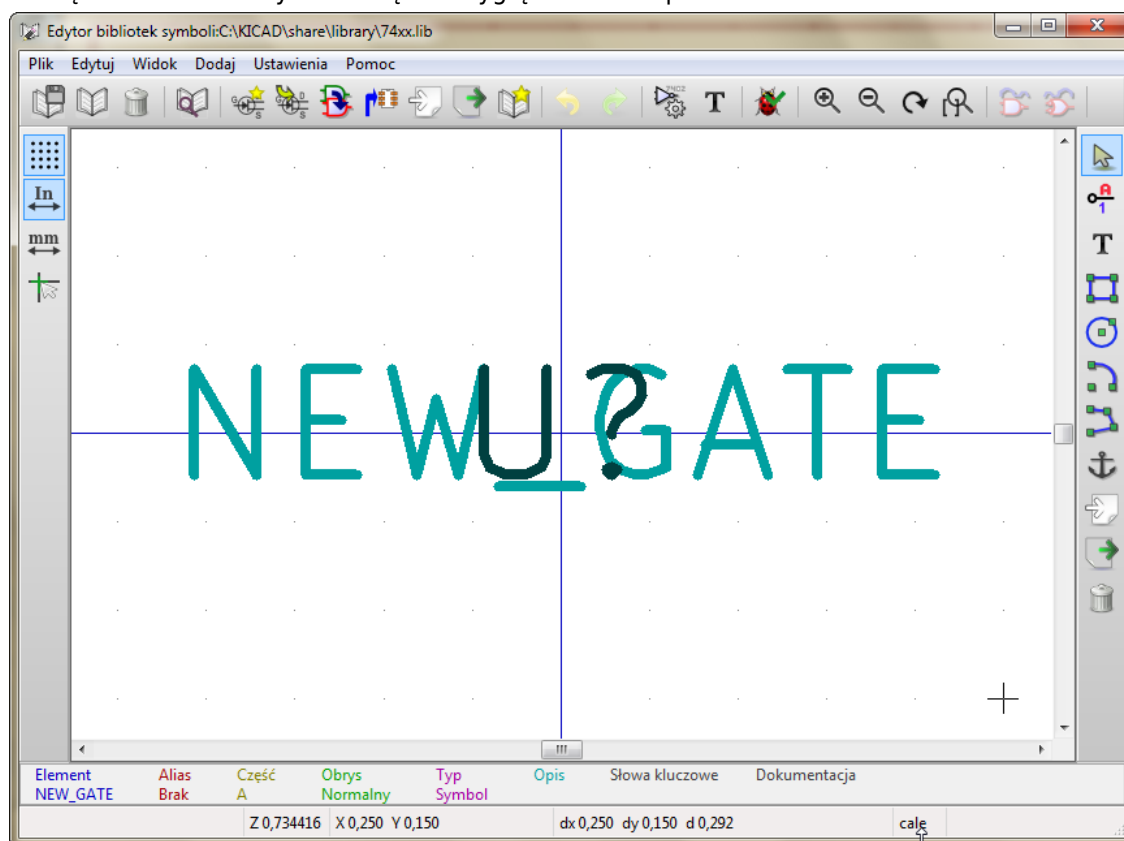 Edytor bibliotek symboli:C:\KICAD\share\library\74xx.lib
Plik Edytuj Widok Dodaj Ustawienia Pomoc
T
In
mm
A
1
T
NEW_GATE
U?
Element Alias Część Obrys Typ Opis Słowa kluczowe Dokumentacja
NEW_GATE Brak A Normalny Symbol
Z 0,734416 X 0,250 Y 0,150 dx 0,250 dy 0,150 d 0,292 cale